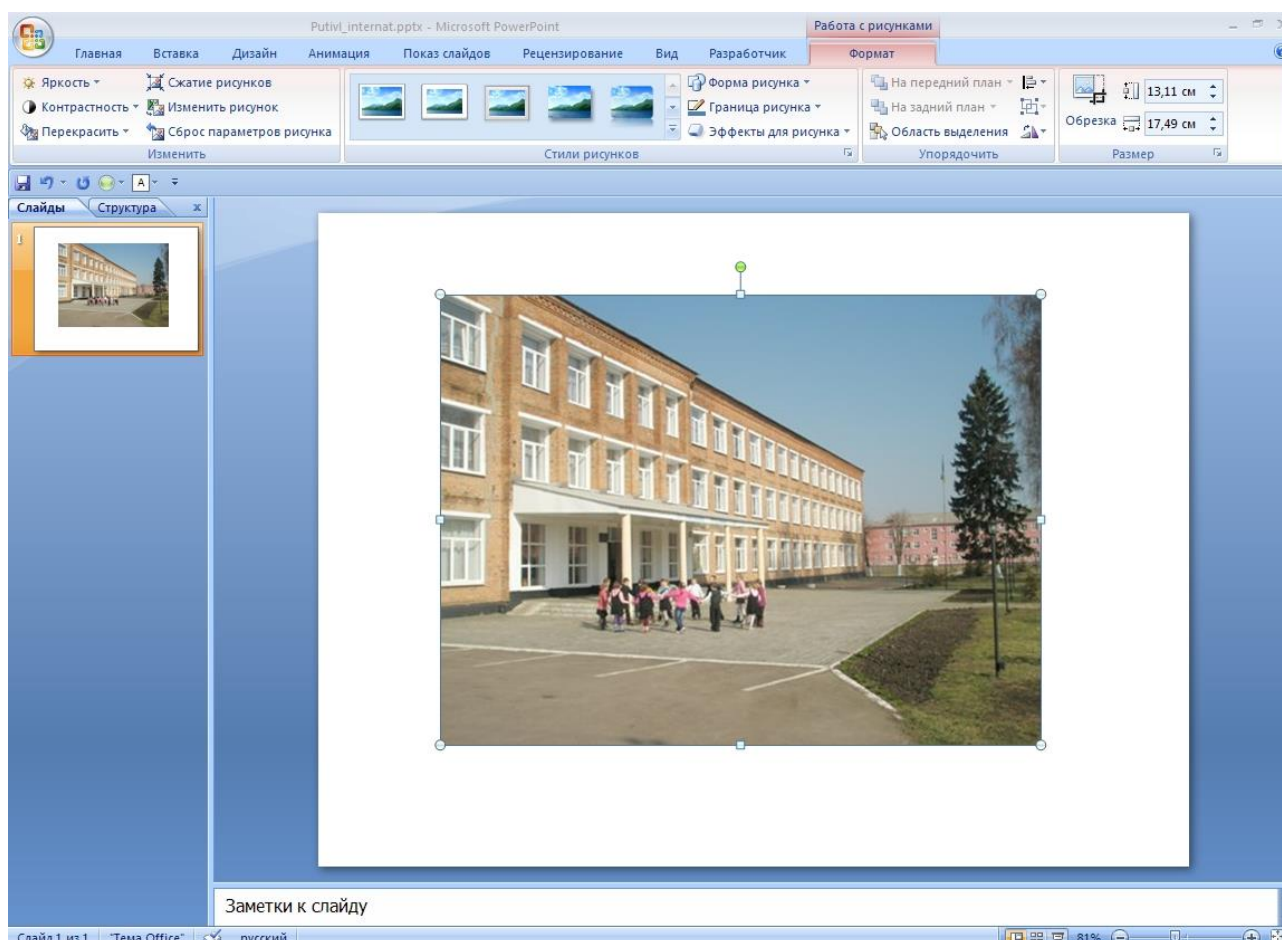 Putivl_internat.pptx - Microsoft PowerPoint
Работа с рисунками
Главная Вставка Дизайн Анимация Показ слайдов Рецензирование Вид Разработчик Формат
Яркость
Контрастность
Перекрасить
Сжатие рисунков
Изменить рисунок
Сброс параметров рисунка
Изменить
Форма рисунка
Граница рисунка
Эффекты для рисунка
Стили рисунков
На передний план
На задний план
Область выделения
Упорядочить
Обрезка
13,11 см
17,49 см
Размер
A
Слайды Структура x
1
Заметки к слайду
Слайд 1 из 1 "Тема Office" русский 81%